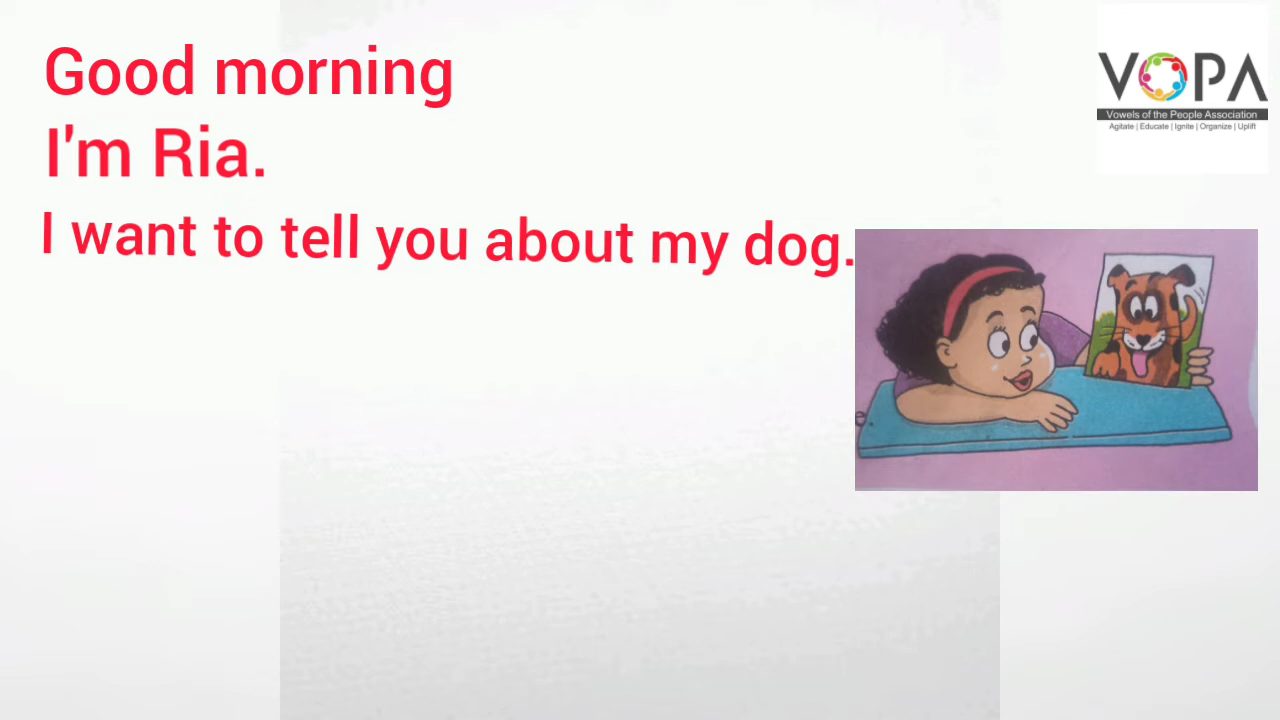 Good morning
I'm Ria.
I want to tell you about my dog.
VOPA
Vowels of the People Association
Agitate | Educate | Ignite | Organize | Uplift